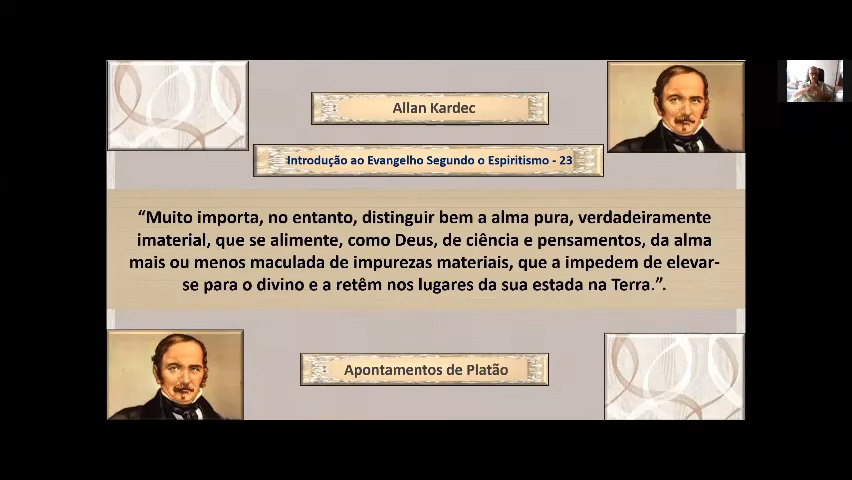 Allan Kardec
Introdução ao Evangelho Segundo o Espiritismo - 23
“Muito importa, no entanto, distinguir bem a alma pura, verdadeiramente
imaterial, que se alimente, como Deus, de ciência e pensamentos, da alma
mais ou menos maculada de impurezas materiais, que a impedem de elevar-
se para o divino e a retêm nos lugares da sua estada na Terra.”.
Apontamentos de Platão